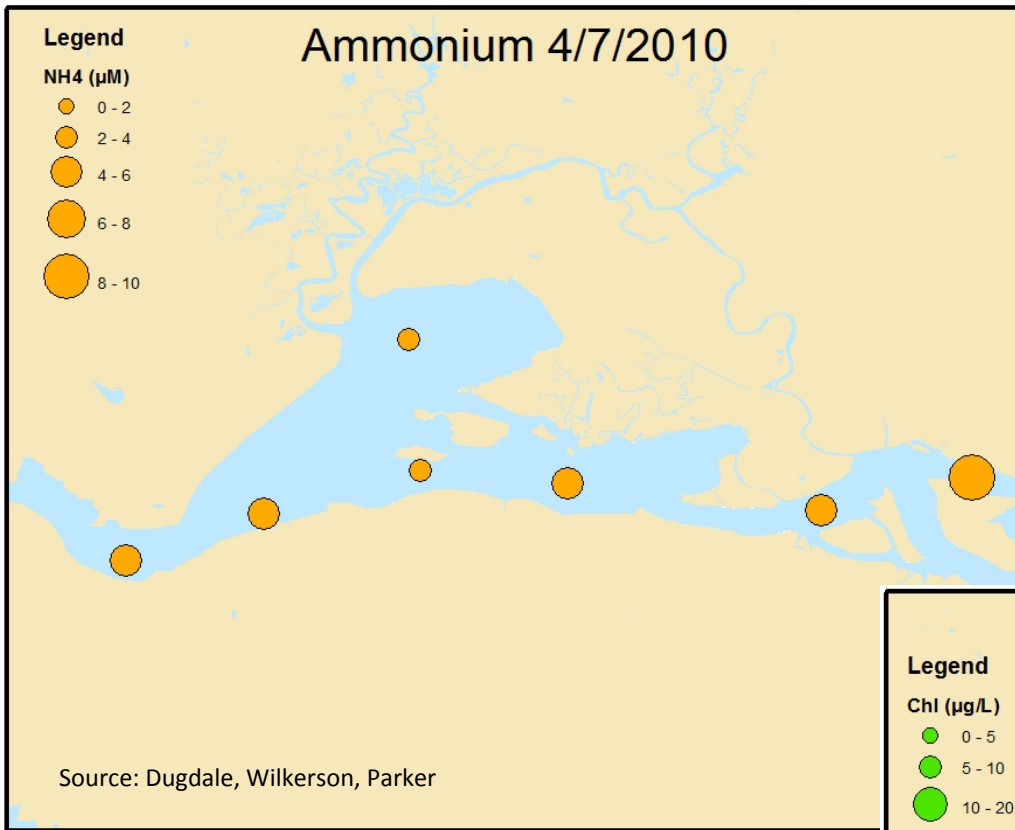 Ammonium 4/7/2010
Legend
NH4 (µM)
0 - 2
2 - 4
4 - 6
6 - 8
8 - 10
Source: Dugdale, Wilkerson, Parker
Legend
Chl (µg/L)
0 - 5
5 - 10
10 - 20